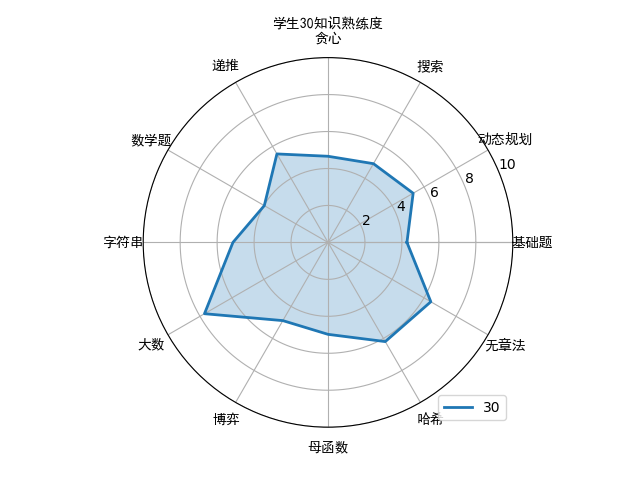 学生30知识熟练度
贪心
递推
搜索
数学题
动态规划
10
8
6
4
2
字符串
基础题
大数
无章法
博弈
哈希
30
母函数